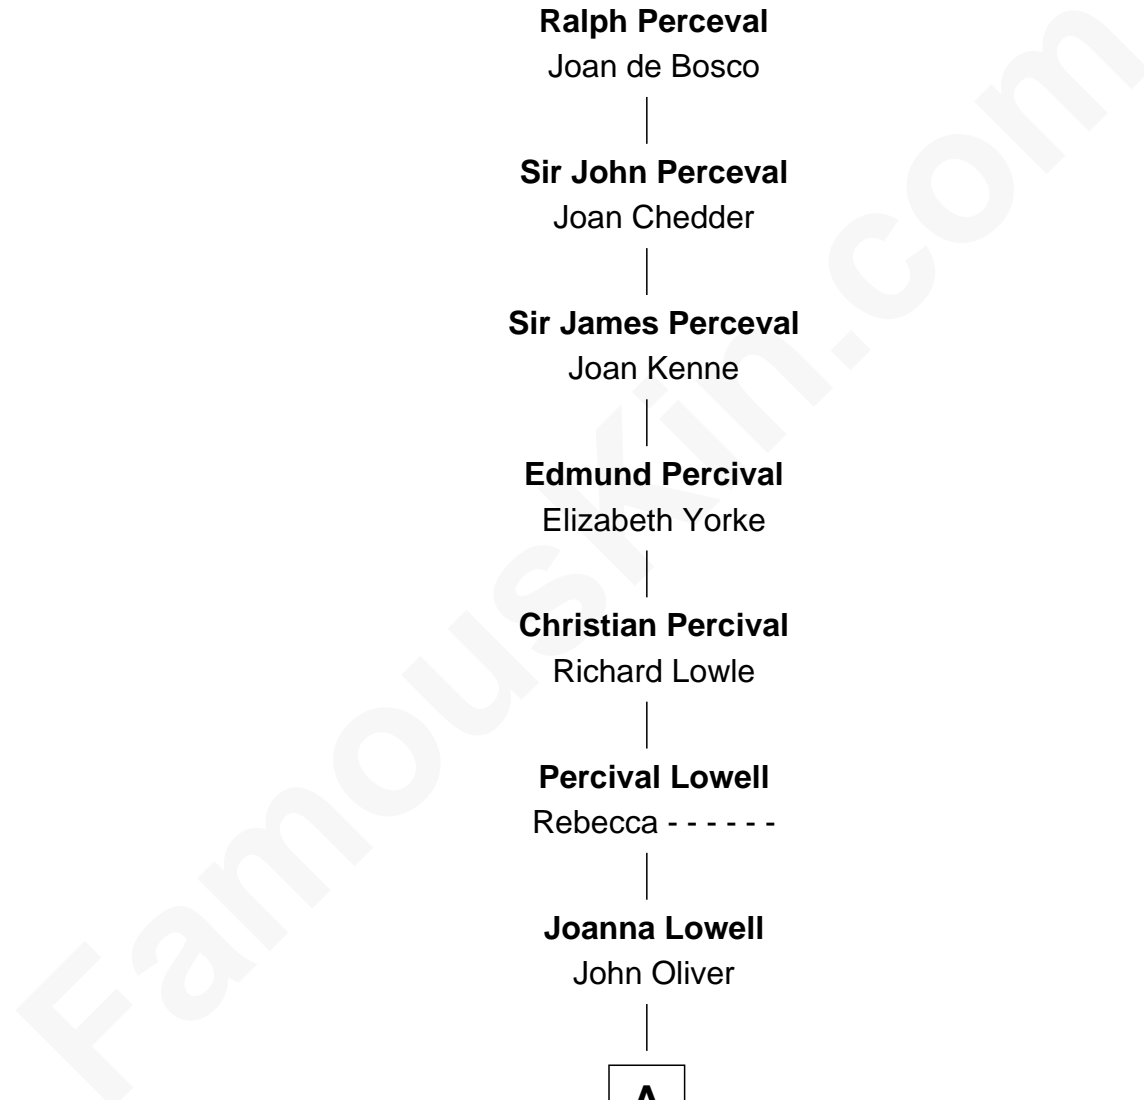 Ralph Perceval
Joan de Bosco
Sir John Perceval
Joan Chedder
Sir James Perceval
Joan Kenne
Edmund Percival
Elizabeth Yorke
Christian Percival
Richard Lowle
Percival Lowell
Rebecca - - - - - -
Joanna Lowell
John Oliver
A
FamousKin.com